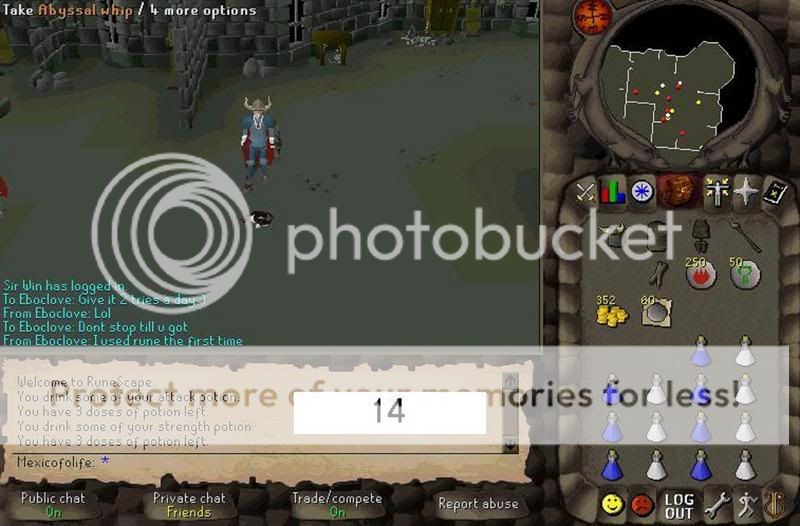 Take Abyssal whip / 4 more options
photobucket
250
50
352
60
Sir Win has logged in.
To Eboclove: Give it 2 tries a day :)
From Eboclove: Lol
To Eboclove: Dont stop till u got
From Eboclove: I used rune the first time
Protect more of your memories for less!
Welcome to RuneScape.
You drink some of your attack potion.
You have 3 doses of potion left.
You drink some of your strength potion.
You have 3 doses of potion left.
14
Mexicofolife: *
Public chat
On
Private chat
Friends
Trade/compete
On
Report abuse
LOG
OUT